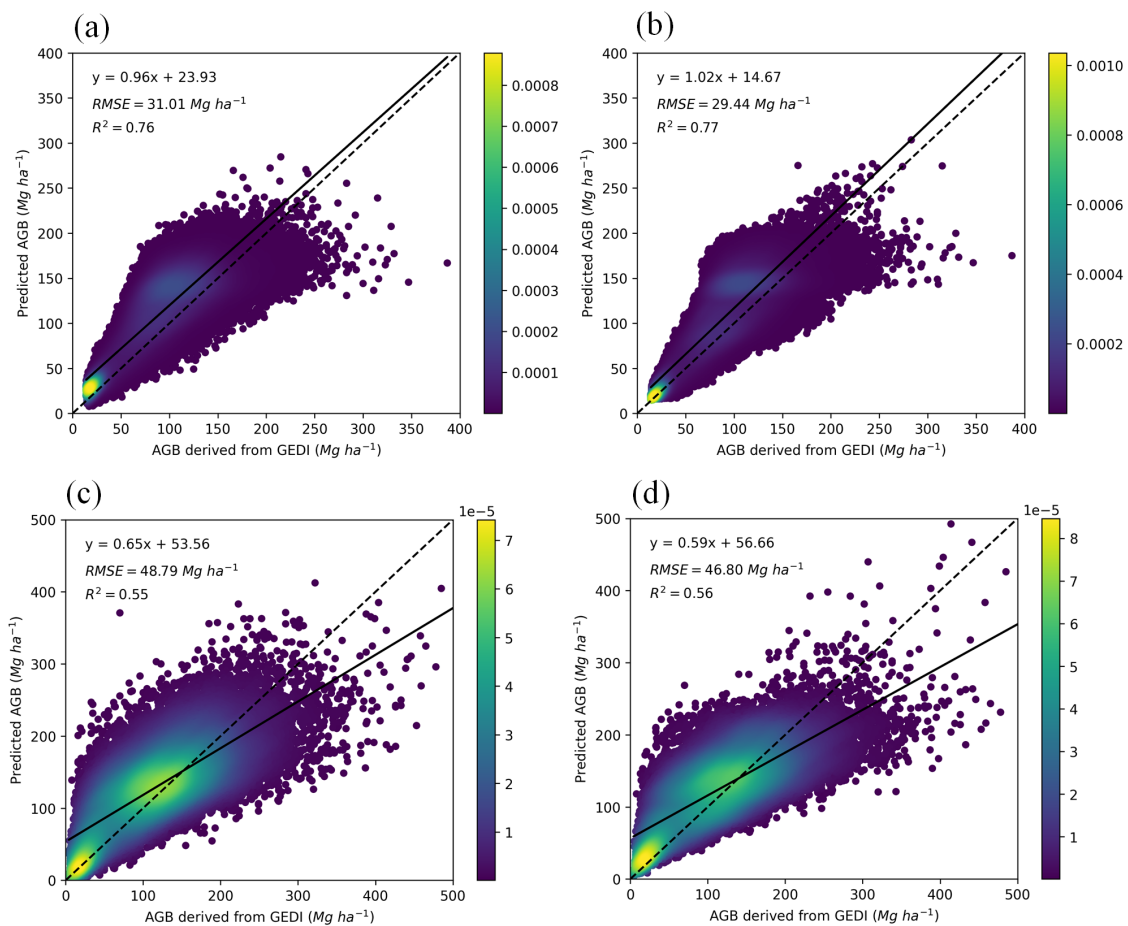 (a)
y = 0.96x + 23.93
RMSE = 31.01 Mg ha⁻¹
R² = 0.76
400
350
300
250
200
150
100
50
0
0 50 100 150 200 250 300 350 400
Predicted AGB (Mg ha⁻¹)
AGB derived from GEDI (Mg ha⁻¹)
0.0008
0.0007
0.0006
0.0005
0.0004
0.0003
0.0002
0.0001
(b)
y = 1.02x + 14.67
RMSE = 29.44 Mg ha⁻¹
R² = 0.77
400
350
300
250
200
150
100
50
0
0 50 100 150 200 250 300 350 400
Predicted AGB (Mg ha⁻¹)
AGB derived from GEDI (Mg ha⁻¹)
0.0010
0.0008
0.0006
0.0004
0.0002
(c)
y = 0.65x + 53.56
RMSE = 48.79 Mg ha⁻¹
R² = 0.55
500
400
300
200
100
0
0 100 200 300 400 500
Predicted AGB (Mg ha⁻¹)
AGB derived from GEDI (Mg ha⁻¹)
1e−5
7
6
5
4
3
2
1
(d)
y = 0.59x + 56.66
RMSE = 46.80 Mg ha⁻¹
R² = 0.56
500
400
300
200
100
0
0 100 200 300 400 500
Predicted AGB (Mg ha⁻¹)
AGB derived from GEDI (Mg ha⁻¹)
1e−5
8
7
6
5
4
3
2
1